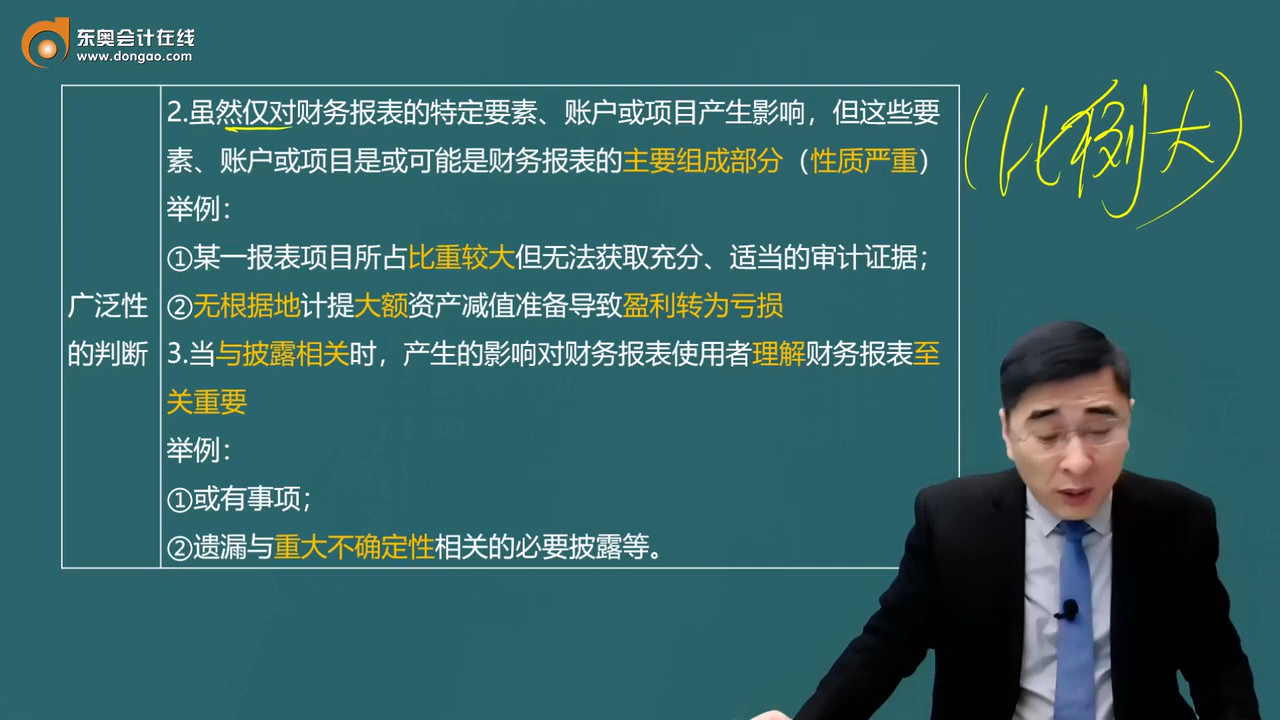 东奥会计在线
www.dongao.com
2.虽然仅对财务报表的特定要素、账户或项目产生影响，但这些要
素、账户或项目是或可能是财务报表的主要组成部分（性质严重）
（比例大）
举例：
①某一报表项目所占比重较大但无法获取充分、适当的审计证据；
②无根据地计提大额资产减值准备导致盈利转为亏损
广泛性
的判断
3.当与披露相关时，产生的影响对财务报表使用者理解财务报表至
关重要
举例：
①或有事项；
②遗漏与重大不确定性相关的必要披露等。